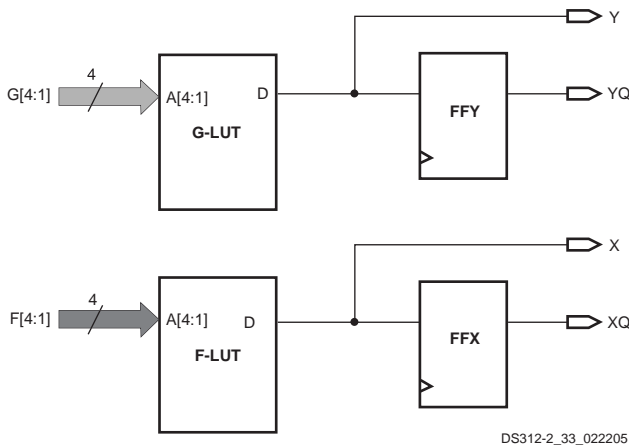 Y
4
G[4:1]
A[4:1]
D
YQ
FFY
G-LUT
X
4
F[4:1]
A[4:1]
D
XQ
FFX
F-LUT
DS312-2_33_022205